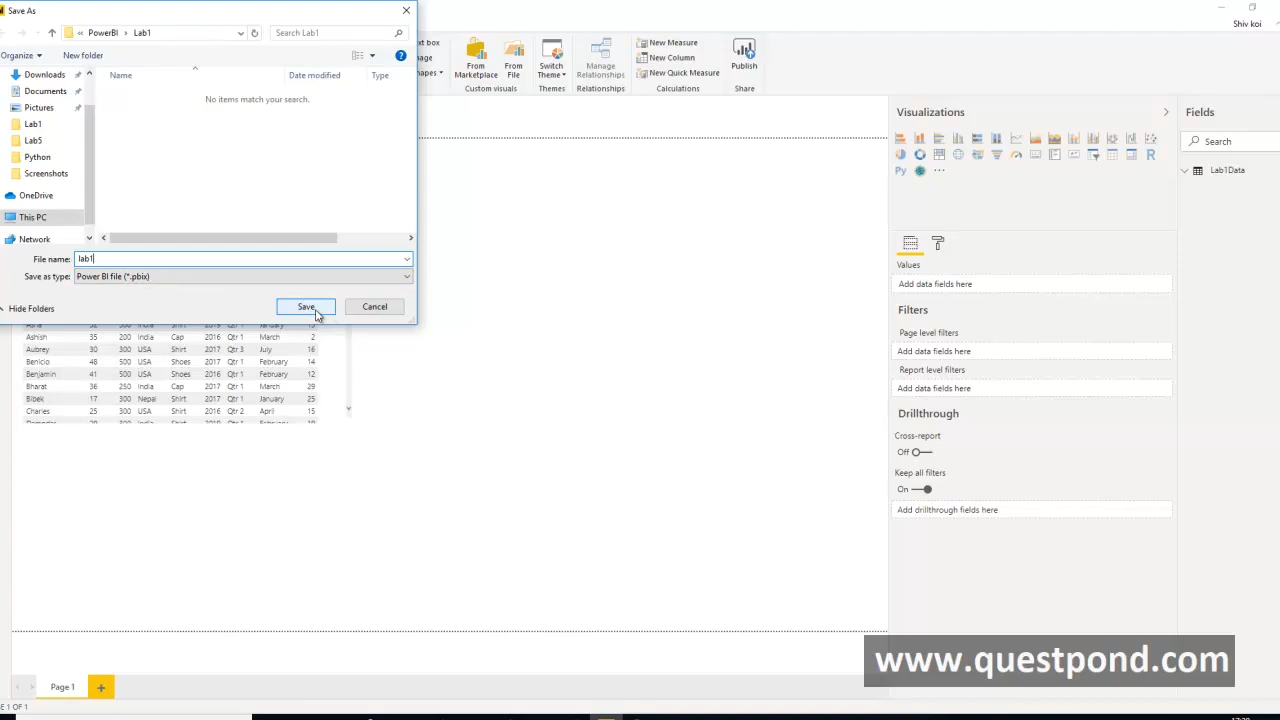 Save As
Shiv koi
« PowerBI › Lab1
Search Lab1
Organize
New folder
Downloads
Documents
Pictures
Lab1
Lab5
Python
Screenshots
OneDrive
This PC
Network
Name
Date modified
Type
No items match your search.
File name:
lab1
Save as type:
Power BI file (*.pbix)
Hide Folders
Save
Cancel
xt box
age
apes
From Marketplace
From File
Custom visuals
Switch Theme
Themes
Manage Relationships
Relationships
New Measure
New Column
New Quick Measure
Calculations
Publish
Share
Ashish 35 200 India Cap 2016 Qtr 1 March 2
Aubrey 30 300 USA Shirt 2017 Qtr 3 July 16
Benicio 48 500 USA Shoes 2017 Qtr 1 February 14
Benjamin 41 500 USA Shoes 2016 Qtr 1 February 12
Bharat 36 250 India Cap 2017 Qtr 1 March 29
Bibek 17 300 Nepal Shirt 2017 Qtr 1 January 25
Charles 25 300 USA Shirt 2016 Qtr 2 April 15
Visualizations
R
Py
Values
Add data fields here
Filters
Page level filters
Add data fields here
Report level filters
Add data fields here
Drillthrough
Cross-report
Off
Keep all filters
On
Add drillthrough fields here
Fields
Search
Lab1Data
www.questpond.com
Page 1
E 1 OF 1